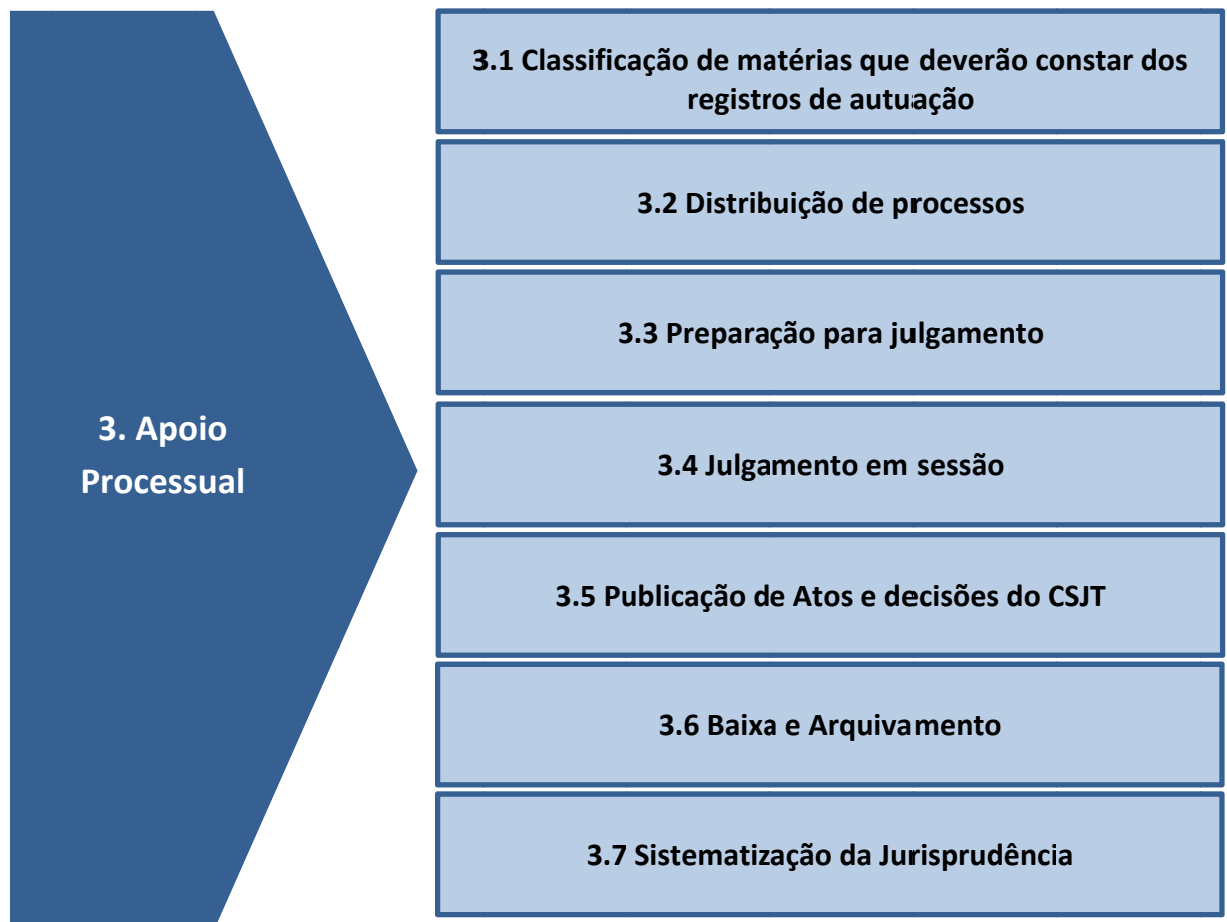 3. Apoio
Processual
3.1 Classificação de matérias que deverão constar dos
registros de autuação
3.2 Distribuição de processos
3.3 Preparação para julgamento
3.4 Julgamento em sessão
3.5 Publicação de Atos e decisões do CSJT
3.6 Baixa e Arquivamento
3.7 Sistematização da Jurisprudência